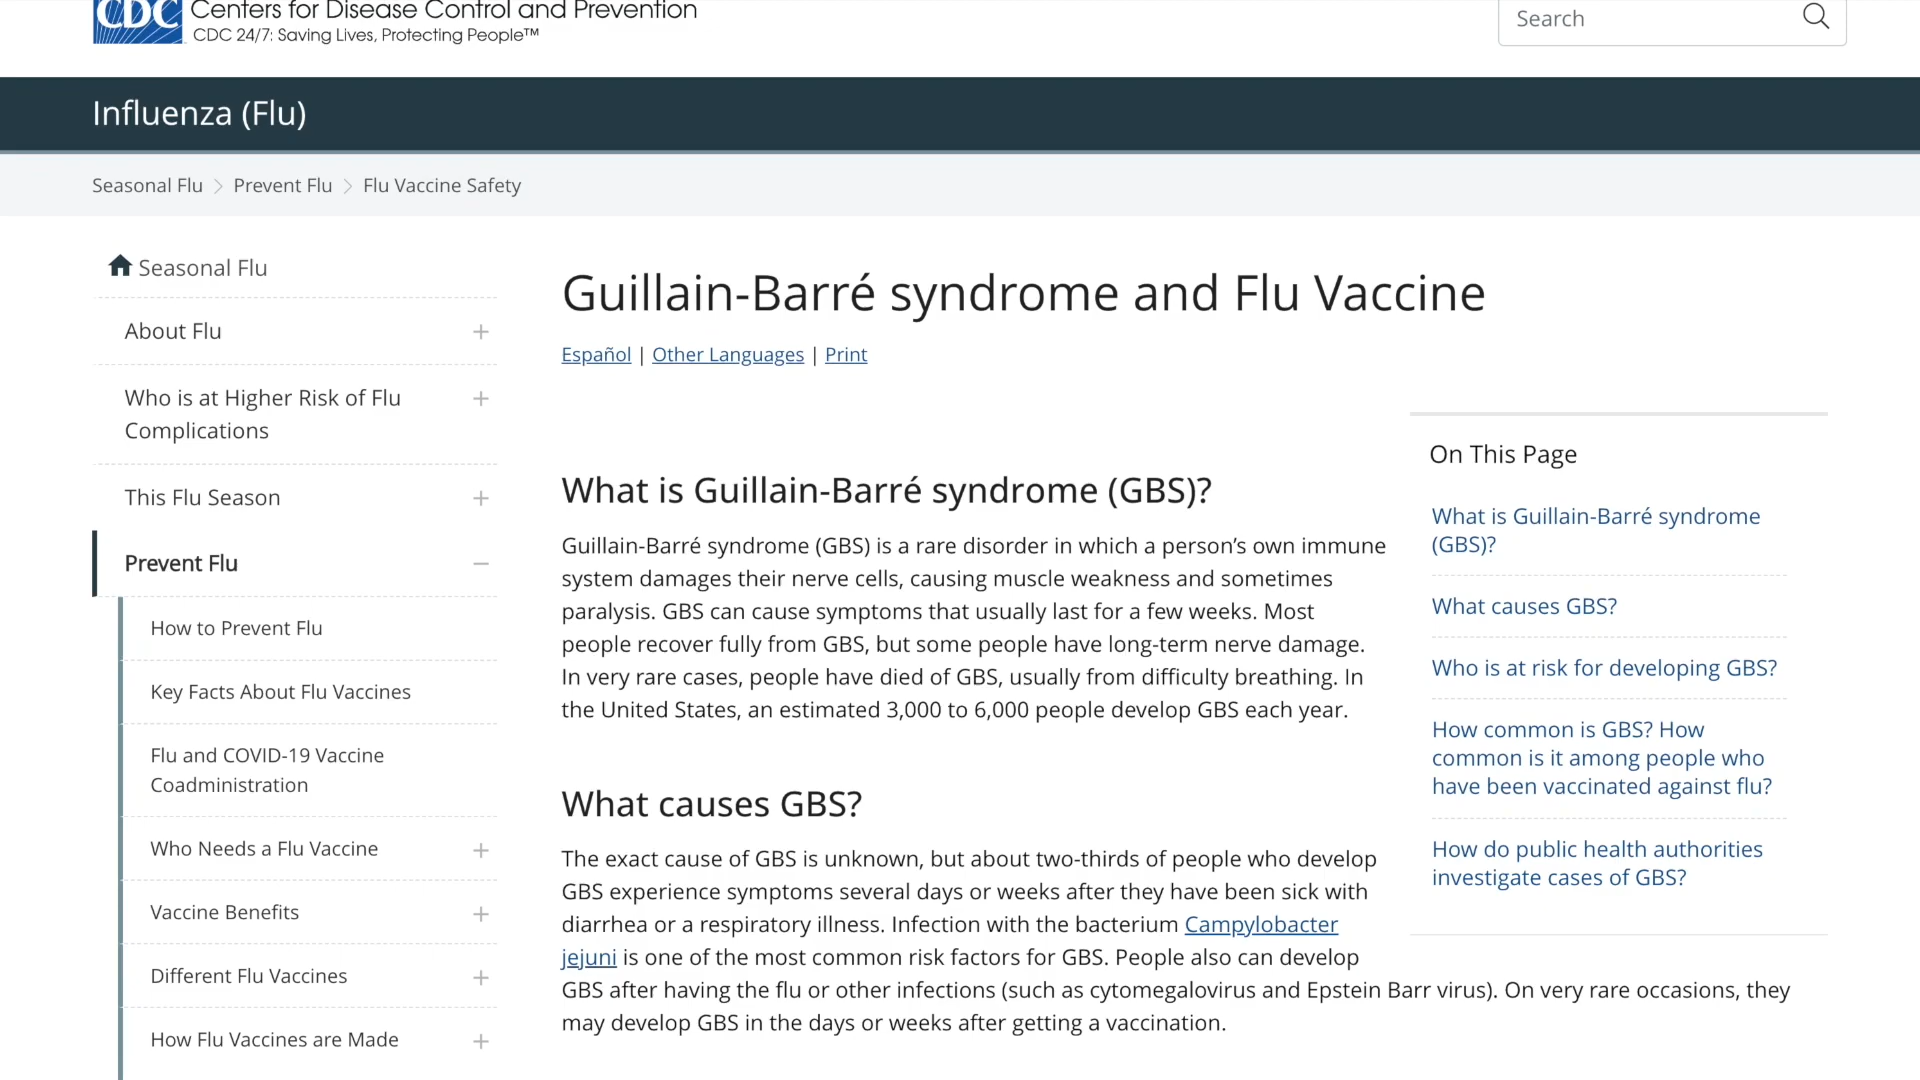 CDC Centers for Disease Control and Prevention
CDC 24/7: Saving Lives, Protecting People™
Search
Influenza (Flu)
Seasonal Flu > Prevent Flu > Flu Vaccine Safety
Seasonal Flu
About Flu +
Who is at Higher Risk of Flu +
Complications
This Flu Season +
Prevent Flu −
How to Prevent Flu
Key Facts About Flu Vaccines
Flu and COVID-19 Vaccine
Coadministration
Who Needs a Flu Vaccine +
Vaccine Benefits +
Different Flu Vaccines +
How Flu Vaccines are Made +
Guillain-Barré syndrome and Flu Vaccine
Español | Other Languages | Print
What is Guillain-Barré syndrome (GBS)?
Guillain-Barré syndrome (GBS) is a rare disorder in which a person’s own immune
system damages their nerve cells, causing muscle weakness and sometimes
paralysis. GBS can cause symptoms that usually last for a few weeks. Most
people recover fully from GBS, but some people have long-term nerve damage.
In very rare cases, people have died of GBS, usually from difficulty breathing. In
the United States, an estimated 3,000 to 6,000 people develop GBS each year.
What causes GBS?
The exact cause of GBS is unknown, but about two-thirds of people who develop
GBS experience symptoms several days or weeks after they have been sick with
diarrhea or a respiratory illness. Infection with the bacterium Campylobacter
jejuni is one of the most common risk factors for GBS. People also can develop
GBS after having the flu or other infections (such as cytomegalovirus and Epstein Barr virus). On very rare occasions, they
may develop GBS in the days or weeks after getting a vaccination.
On This Page
What is Guillain-Barré syndrome
(GBS)?
What causes GBS?
Who is at risk for developing GBS?
How common is GBS? How
common is it among people who
have been vaccinated against flu?
How do public health authorities
investigate cases of GBS?